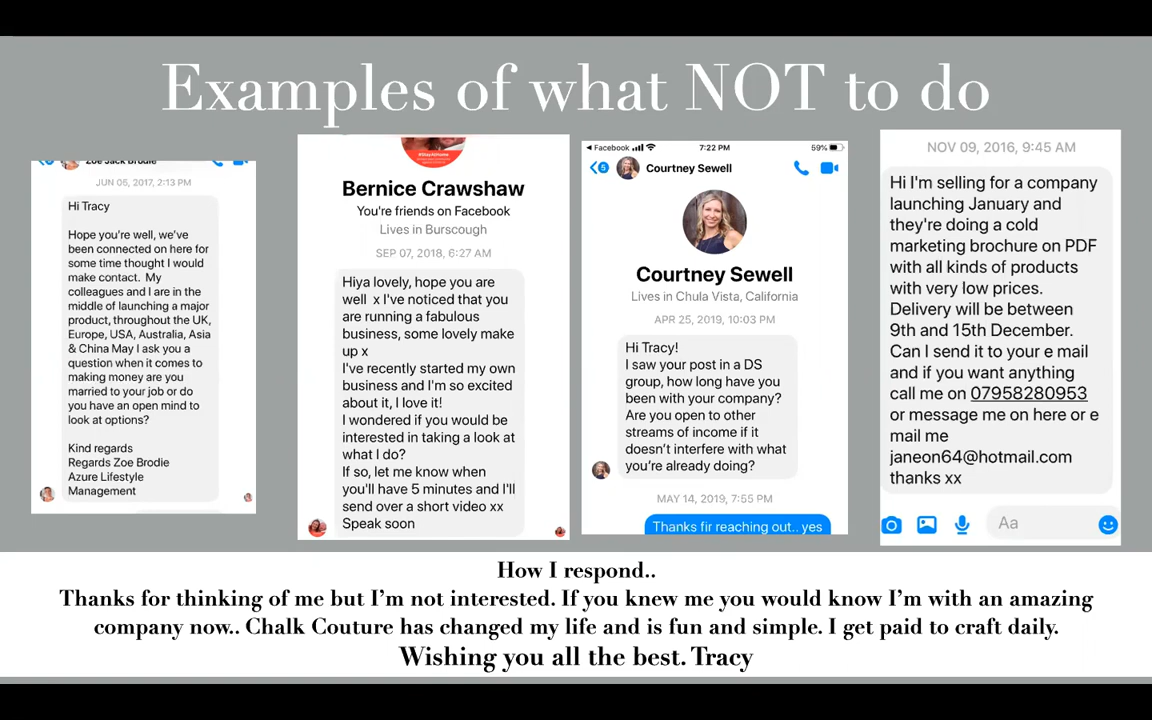 Examples of what NOT to do
Zoe Jack Brodie
JUN 05, 2017, 2:13 PM
Hi Tracy
Hope you're well, we've
been connected on here for
some time thought I would
make contact. My
colleagues and I are in the
middle of launching a major
product, throughout the UK,
Europe, USA, Australia, Asia
& China May I ask you a
question when it comes to
making money are you
married to your job or do
you have an open mind to
look at options?
Kind regards
Regards Zoe Brodie
Azure Lifestyle
Management
Bernice Crawshaw
You're friends on Facebook
Lives in Burscough
SEP 07, 2018, 6:27 AM
Hiya lovely, hope you are
well x I've noticed that you
are running a fabulous
business, some lovely make
up x
I've recently started my own
business and I'm so excited
about it, I love it!
I wondered if you would be
interested in taking a look at
what I do?
If so, let me know when
you'll have 5 minutes and I'll
send over a short video xx
Speak soon
Facebook 7:22 PM 59%
5 Courtney Sewell
Courtney Sewell
Lives in Chula Vista, California
APR 25, 2019, 10:03 PM
Hi Tracy!
I saw your post in a DS
group, how long have you
been with your company?
Are you open to other
streams of income if it
doesn't interfere with what
you're already doing?
MAY 14, 2019, 7:55 PM
Thanks fir reaching out.. yes
NOV 09, 2016, 9:45 AM
Hi I'm selling for a company
launching January and
they're doing a cold
marketing brochure on PDF
with all kinds of products
with very low prices.
Delivery will be between
9th and 15th December.
Can I send it to your e mail
and if you want anything
call me on 07958280953
or message me on here or e
mail me
janeon64@hotmail.com
thanks xx
Aa
How I respond..
Thanks for thinking of me but I'm not interested. If you knew me you would know I'm with an amazing
company now.. Chalk Couture has changed my life and is fun and simple. I get paid to craft daily.
Wishing you all the best. Tracy